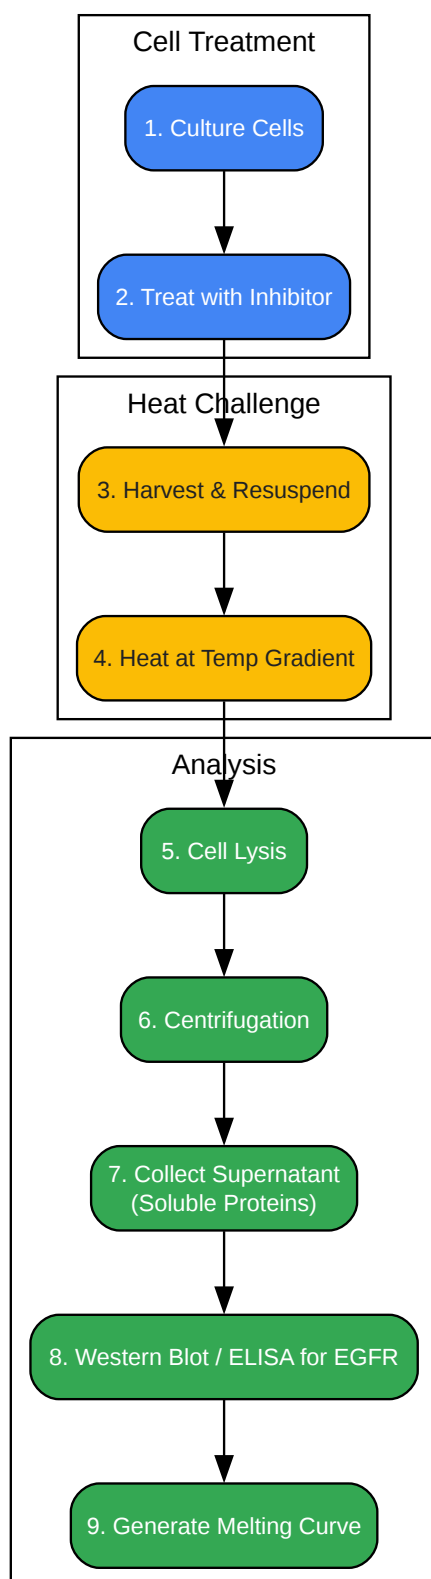 Cell Treatment
1. Culture Cells
2. Treat with Inhibitor
Heat Challenge
3. Harvest & Resuspend
4. Heat at Temp Gradient
Analysis
5. Cell Lysis
6. Centrifugation
7. Collect Supernatant
(Soluble Proteins)
8. Western Blot / ELISA for EGFR
9. Generate Melting Curve